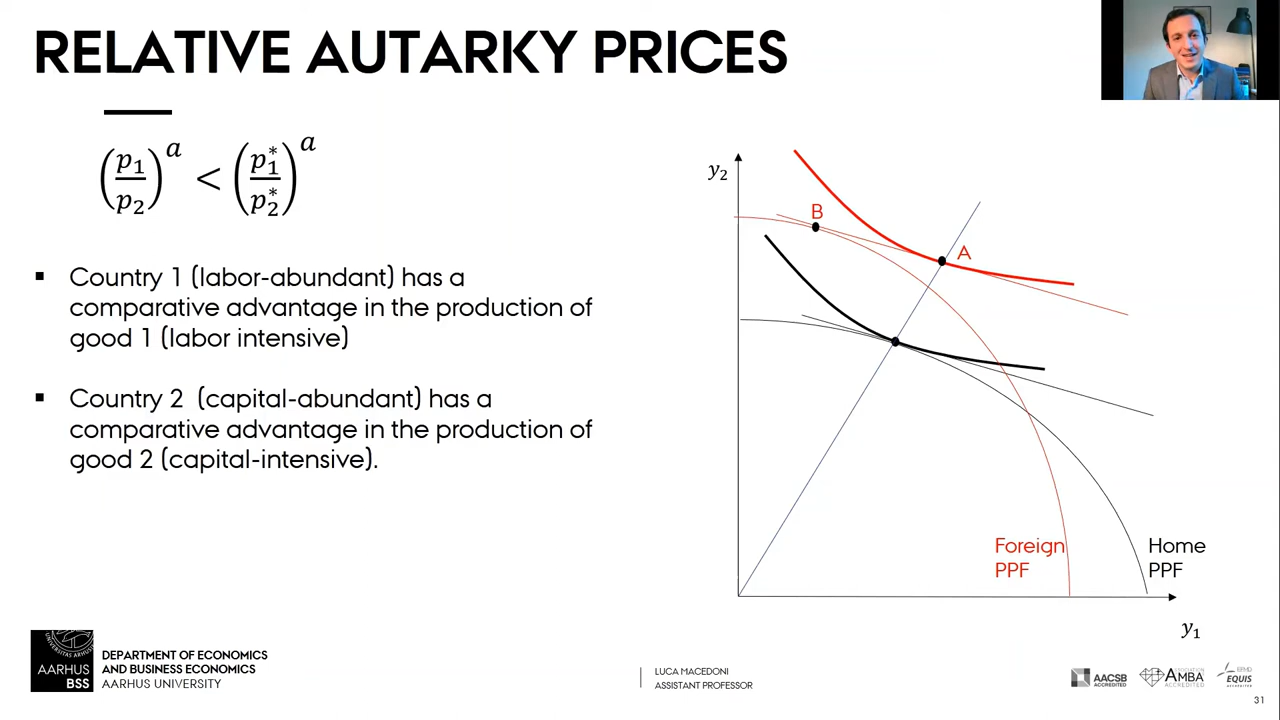 RELATIVE AUTARKY PRICES
(p₁/p₂)ᵃ < (p₁*/p₂*)ᵃ
▪ Country 1 (labor-abundant) has a
comparative advantage in the production of
good 1 (labor intensive)
▪ Country 2 (capital-abundant) has a
comparative advantage in the production of
good 2 (capital-intensive).
y₂
B
A
Foreign
PPF
Home
PPF
y₁
AARHUS
BSS
DEPARTMENT OF ECONOMICS
AND BUSINESS ECONOMICS
AARHUS UNIVERSITY
LUCA MACEDONI
ASSISTANT PROFESSOR
AACSB
ACCREDITED
AMBA
ACCREDITED
EFMD
EQUIS
ACCREDITED
31